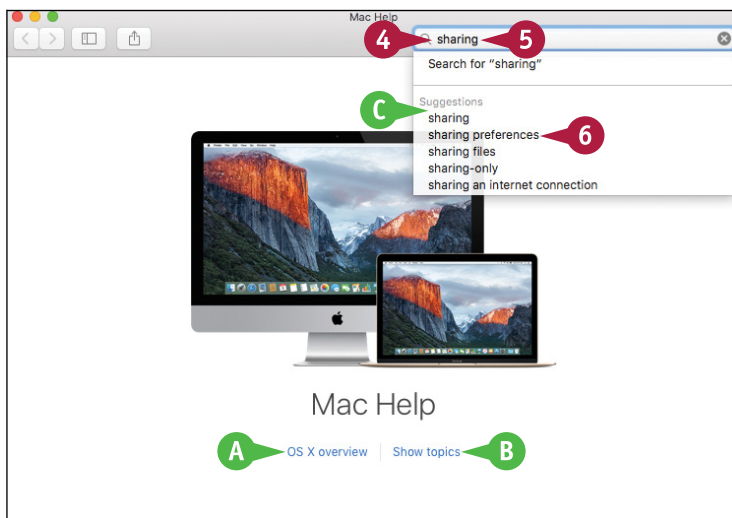 Mac Help
4 sharing 5
Search for "sharing"
Suggestions
C
sharing
sharing preferences 6
sharing files
sharing-only
sharing an internet connection
Mac Help
A OS X overview Show topics B